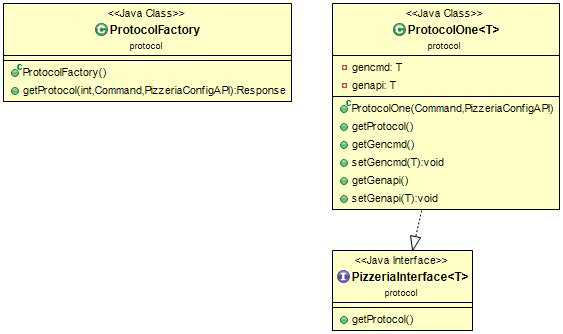 <<Java Class>>
ProtocolFactory
protocol
ProtocolFactory()
getProtocol(int,Command,PizzeriaConfigAPI):Response
<<Java Class>>
ProtocolOne<T>
protocol
gencmd: T
genapi: T
ProtocolOne(Command,PizzeriaConfigAPI)
getProtocol()
getGencmd()
setGencmd(T):void
getGenapi()
setGenapi(T):void
<<Java Interface>>
PizzeriaInterface<T>
protocol
getProtocol()